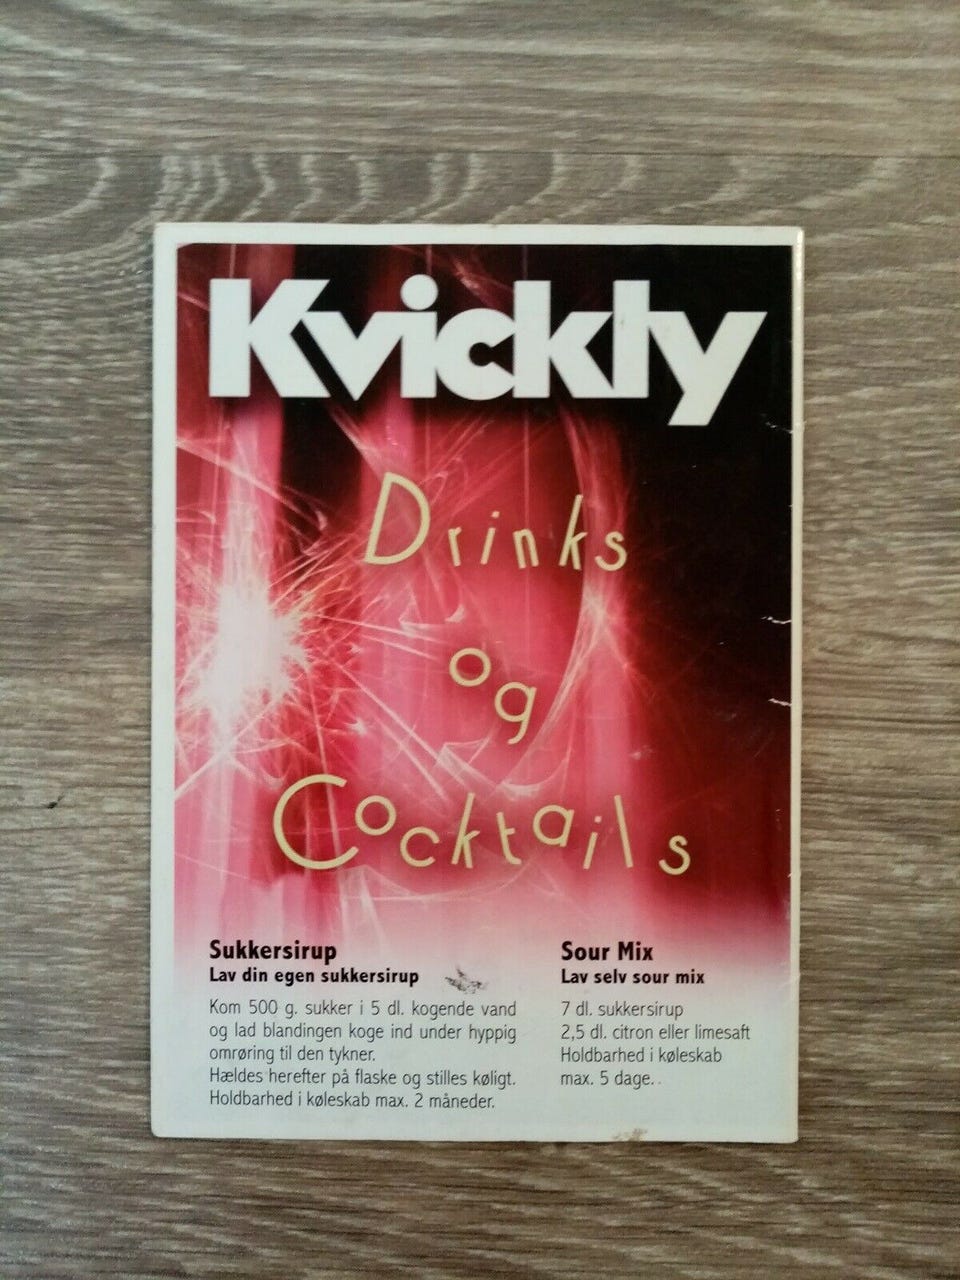 Kvickly
Drinks
og
Cocktails
Sukkersirup
Lav din egen sukkersirup
Kom 500 g. sukker i 5 dl. kogende vand
og lad blandingen koge ind under hyppig
omrøring til den tykner.
Hældes herefter på flaske og stilles køligt.
Holdbarhed i køleskab max. 2 måneder.
Sour Mix
Lav selv sour mix
7 dl. sukkersirup
2,5 dl. citron eller limesaft
Holdbarhed i køleskab
max. 5 dage.